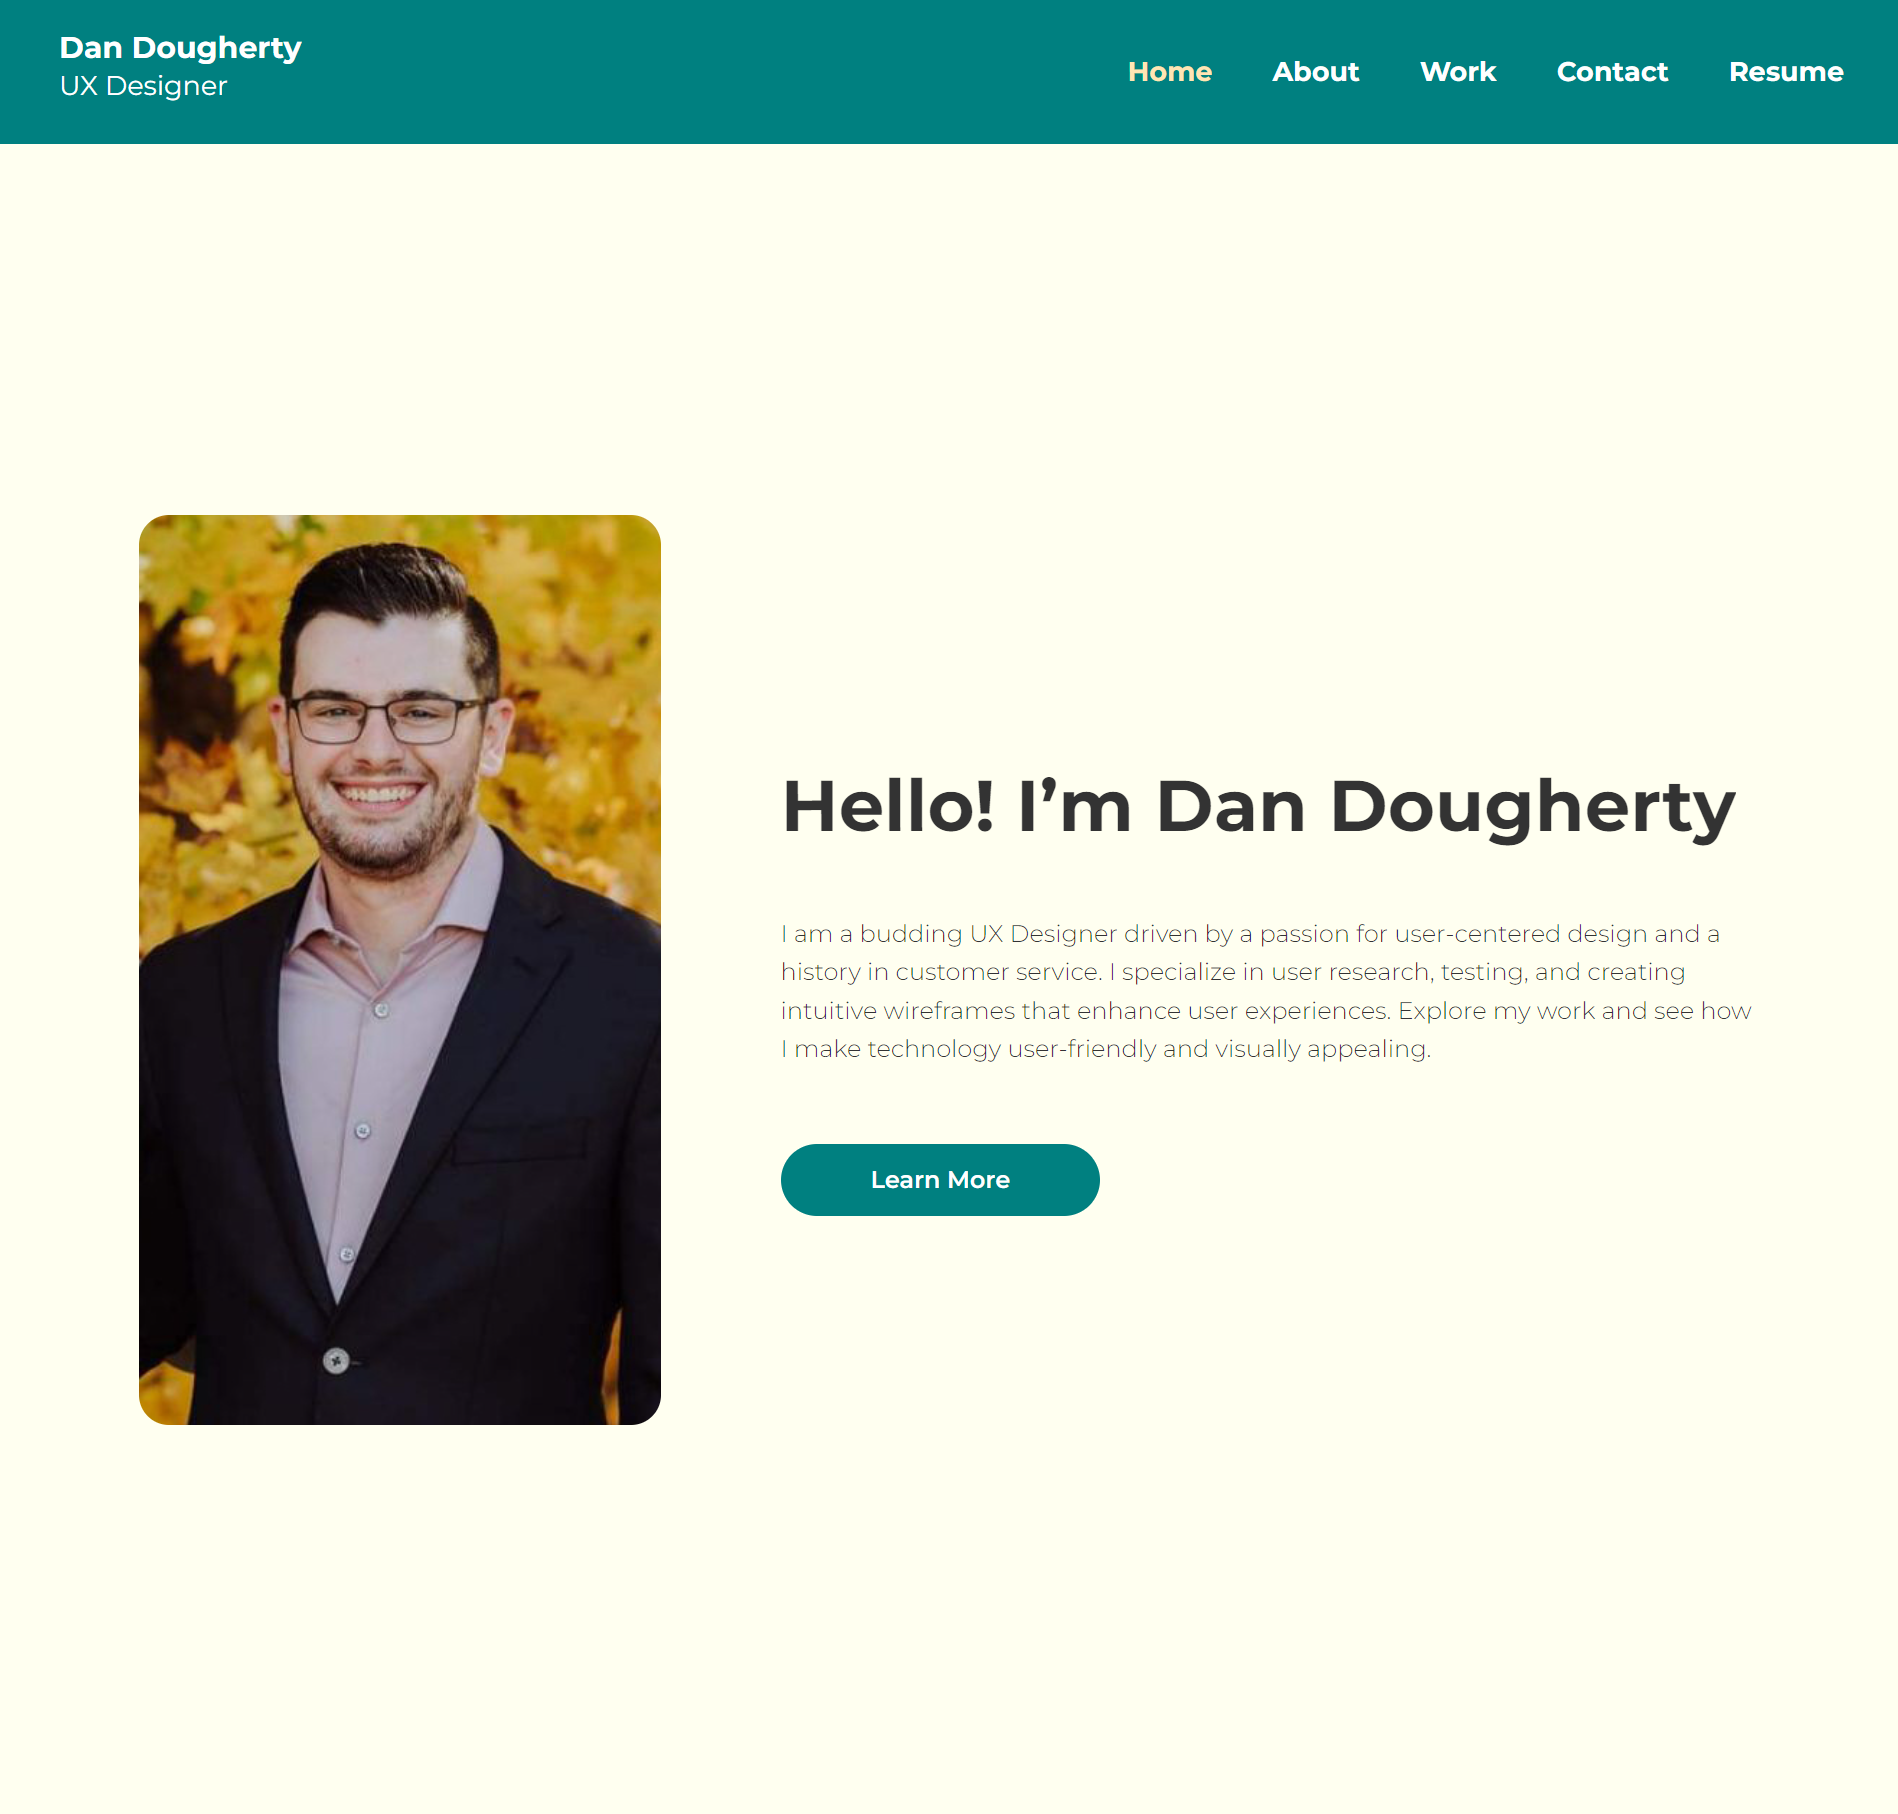 Dan Dougherty
UX Designer
Home About Work Contact Resume
Hello! I’m Dan Dougherty
I am a budding UX Designer driven by a passion for user-centered design and a
history in customer service. I specialize in user research, testing, and creating
intuitive wireframes that enhance user experiences. Explore my work and see how
I make technology user-friendly and visually appealing.
Learn More